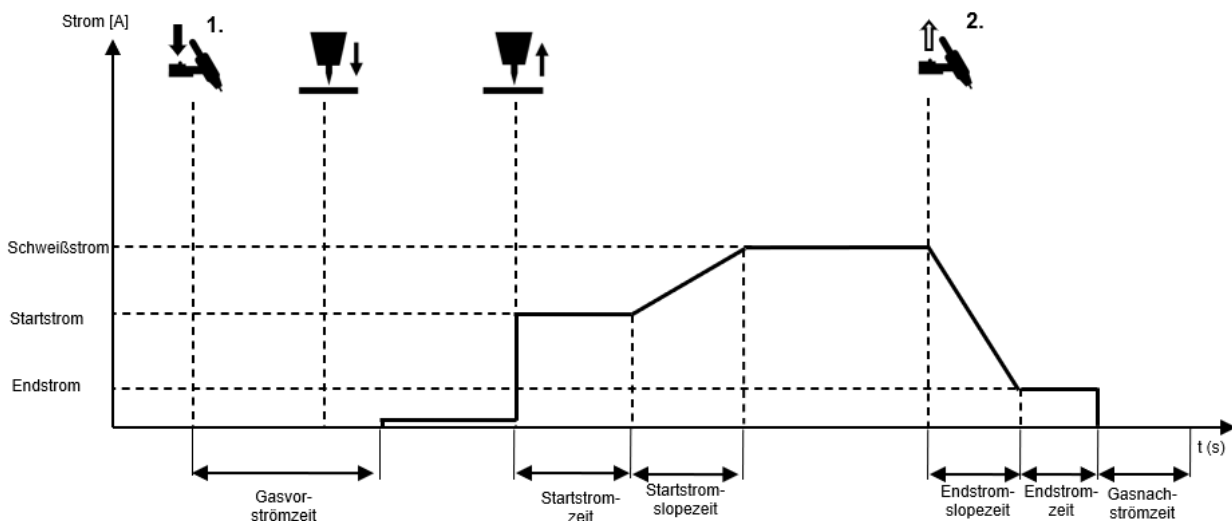 Strom [A]
1.
2.
Schweißstrom
Startstrom
Endstrom
t (s)
Gasvor-
strömzeit
Startstrom-
zeit
Startstrom-
slopezeit
Endstrom-
slopezeit
Endstrom-
zeit
Gasnach-
strömzeit